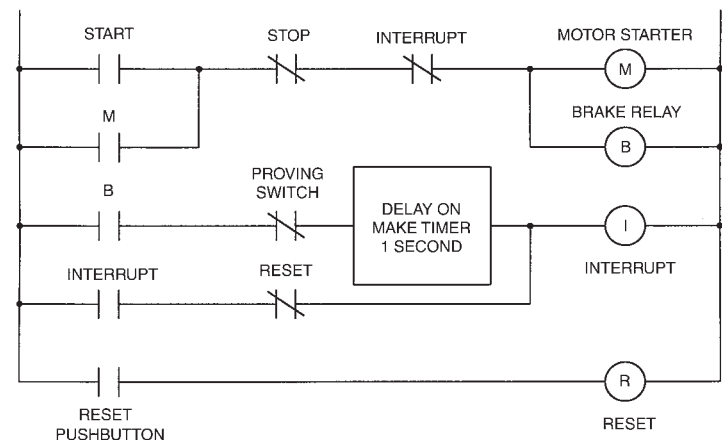 START
STOP
INTERRUPT
MOTOR STARTER
M
M
BRAKE RELAY
B
B
PROVING
SWITCH
DELAY ON
MAKE TIMER
1 SECOND
I
INTERRUPT
INTERRUPT
RESET
R
RESET
PUSHBUTTON
RESET